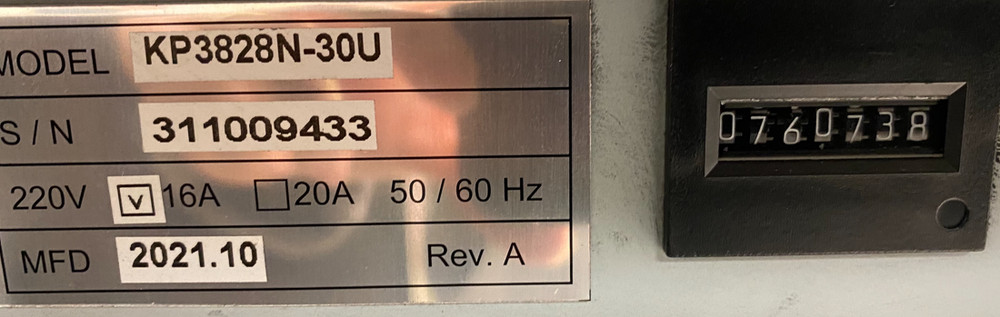 MODEL KP3828N-30U
S / N 311009433
220V v 16A 20A 50 / 60 Hz
MFD 2021.10 Rev. A
0760738